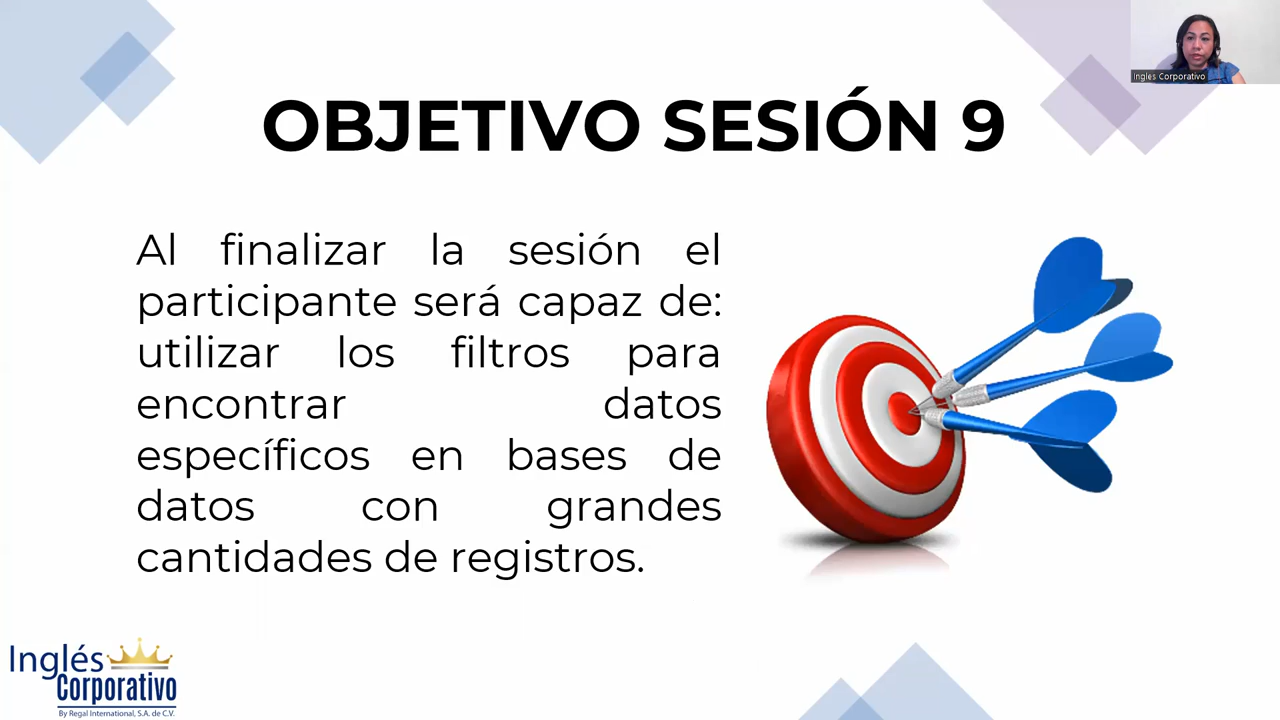 Ingles Corporativo
OBJETIVO SESIÓN 9
Al finalizar la sesión el
participante será capaz de:
utilizar los filtros para
encontrar datos
específicos en bases de
datos con grandes
cantidades de registros.
Inglés
Corporativo
By Regal International, S.A. de C.V.